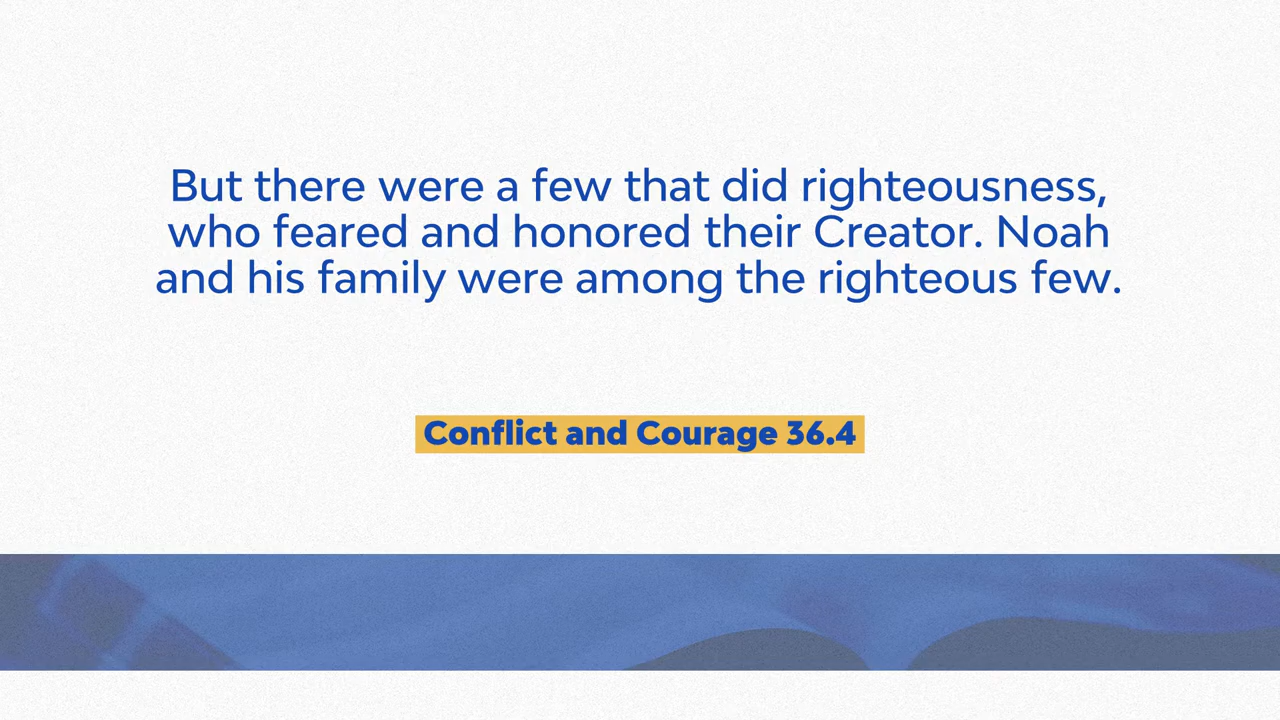 But there were a few that did righteousness,
who feared and honored their Creator. Noah
and his family were among the righteous few.
Conflict and Courage 36.4